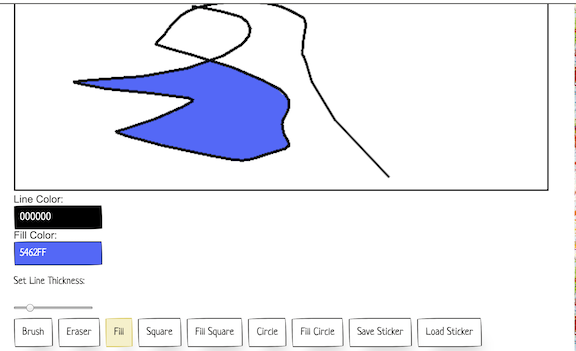 Line Color:
000000
Fill Color:
5462FF
Set Line Thickness:
Brush Eraser Fill Square Fill Square Circle Fill Circle Save Sticker Load Sticker